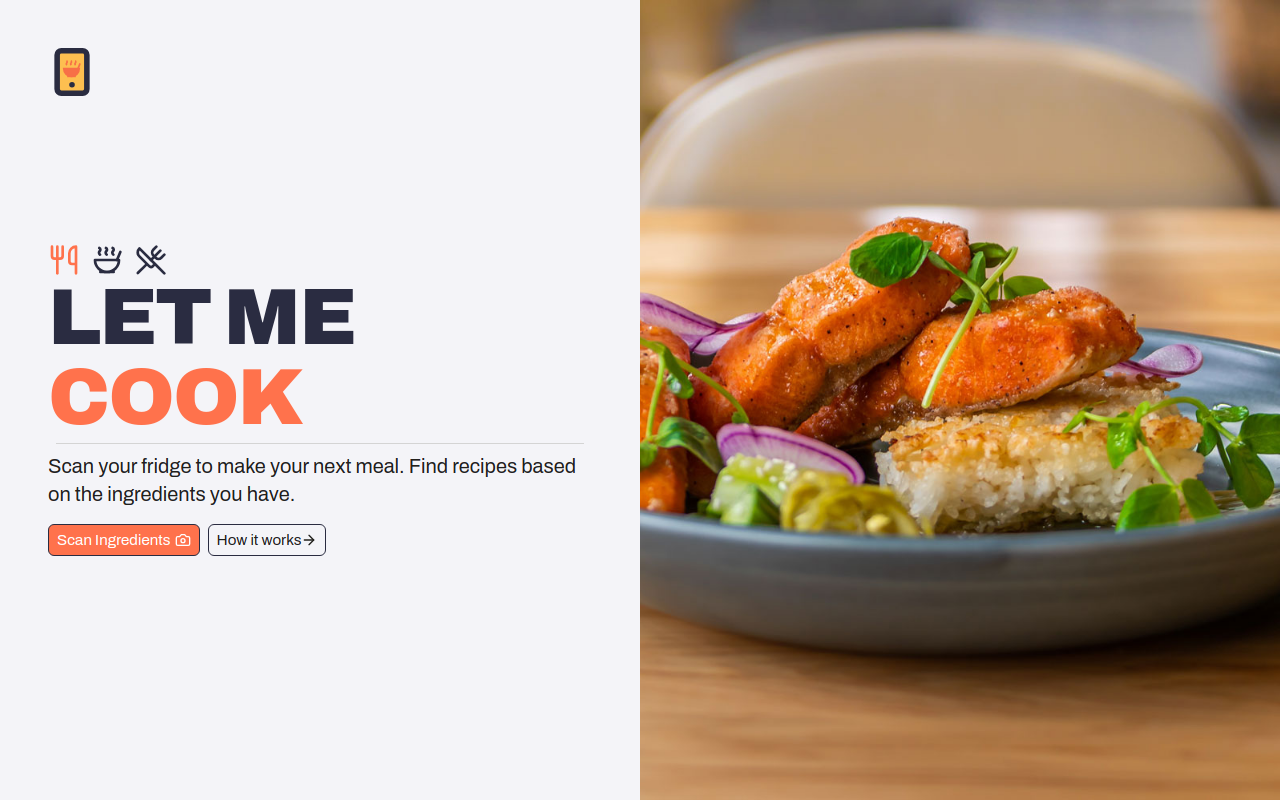 LET ME
COOK
Scan your fridge to make your next meal. Find recipes based
on the ingredients you have.
Scan Ingredients
How it works